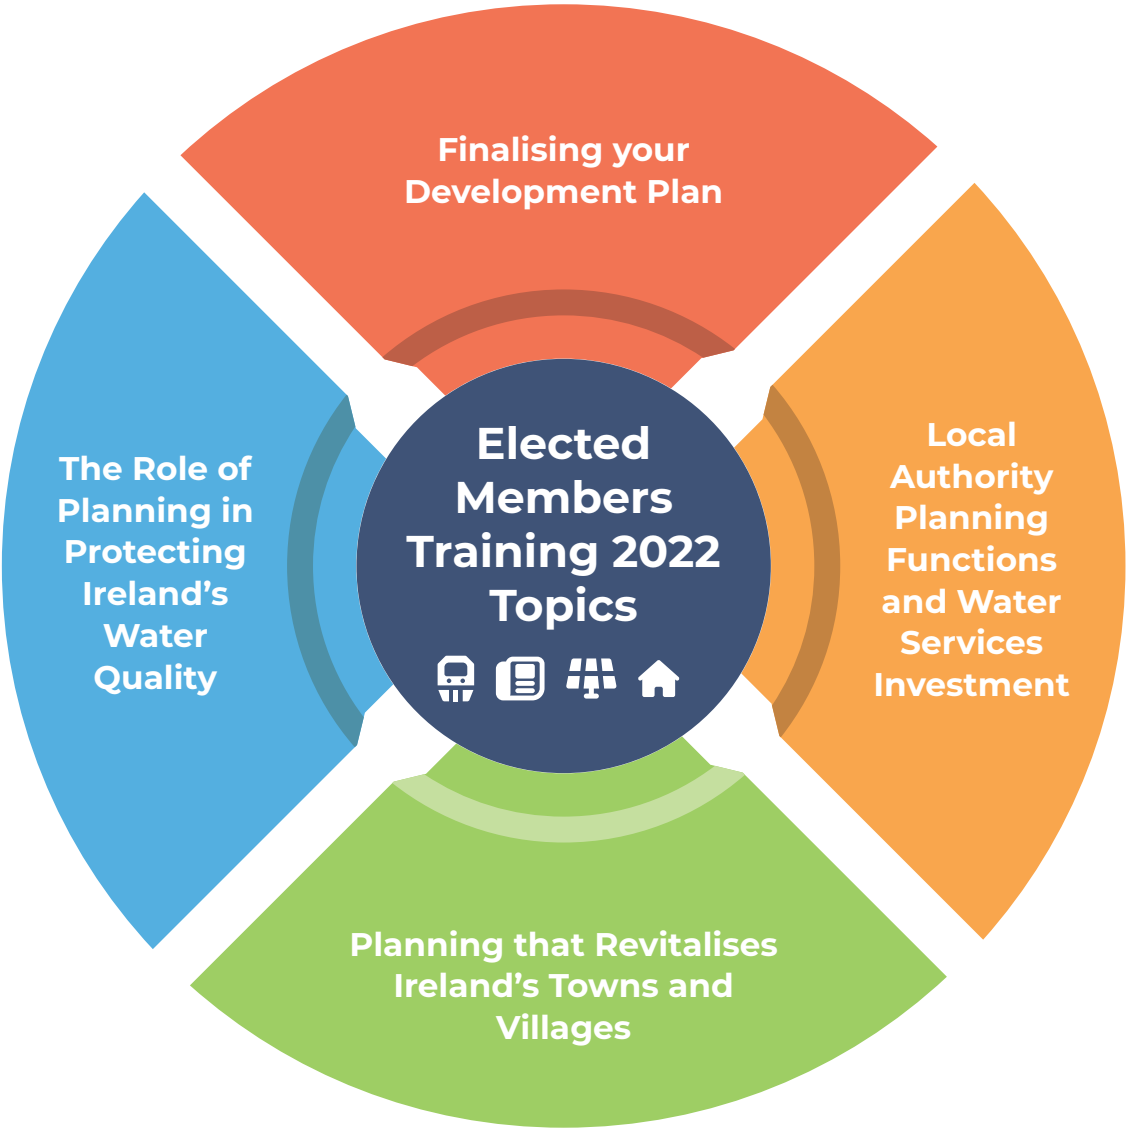 Finalising your
Development Plan
Local
Authority
Planning
Functions
and Water
Services
Investment
Planning that Revitalises
Ireland’s Towns and
Villages
The Role of
Planning in
Protecting
Ireland’s
Water
Quality
Elected
Members
Training 2022
Topics